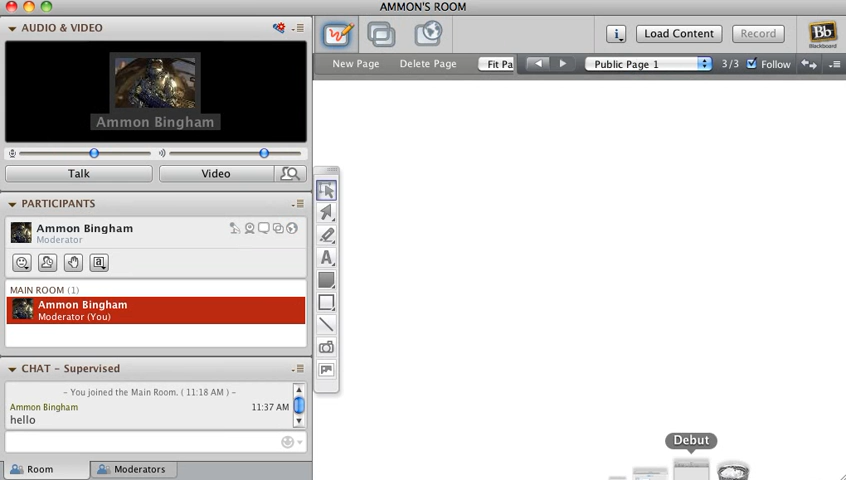 AMMON'S ROOM
AUDIO & VIDEO
Ammon Bingham
Talk
Video
PARTICIPANTS
Ammon Bingham
Moderator
a
MAIN ROOM (1)
Ammon Bingham
Moderator (You)
CHAT – Supervised
– You joined the Main Room. ( 11:18 AM ) –
Ammon Bingham 11:37 AM
hello
Room
Moderators
i
Load Content
Record
Bb
Blackboard
New Page
Delete Page
Fit Pa
Public Page 1
3/3
Follow
A
Debut